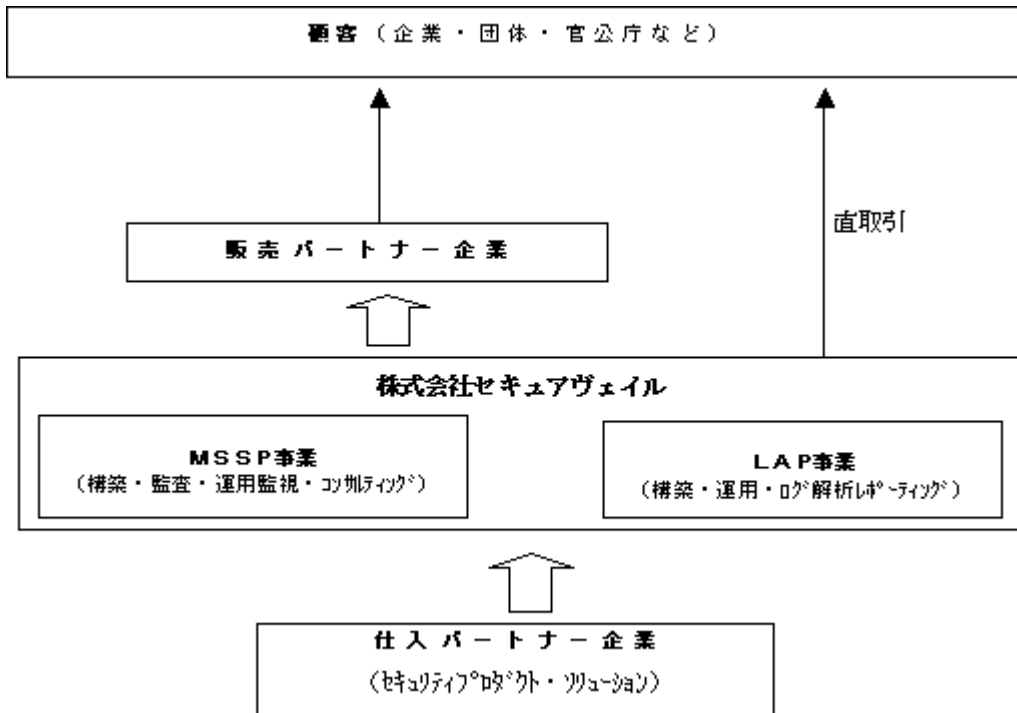 顧客（企業・団体・官公庁など）
直取引
販売パートナー企業
株式会社セキュアヴェイル
MSSP事業
（構築・監査・運用監視・ｺﾝｻﾙﾃｨﾝｸﾞ）
LAP事業
（構築・運用・ﾛｸﾞ解析ﾚﾎﾟｰﾃｨﾝｸﾞ）
仕入パートナー企業
（ｾｷｭﾘﾃｨﾌﾟﾛﾀﾞｸﾄ・ｿﾘｭｰｼｮﾝ）